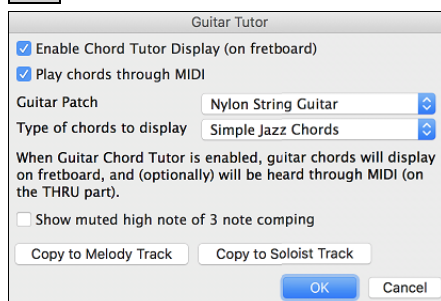 Guitar Tutor
Enable Chord Tutor Display (on fretboard)
Play chords through MIDI
Guitar Patch Nylon String Guitar
Type of chords to display Simple Jazz Chords
When Guitar Chord Tutor is enabled, guitar chords will display
on fretboard, and (optionally) will be heard through MIDI (on
the THRU part).
Show muted high note of 3 note comping
Copy to Melody Track Copy to Soloist Track
OK Cancel